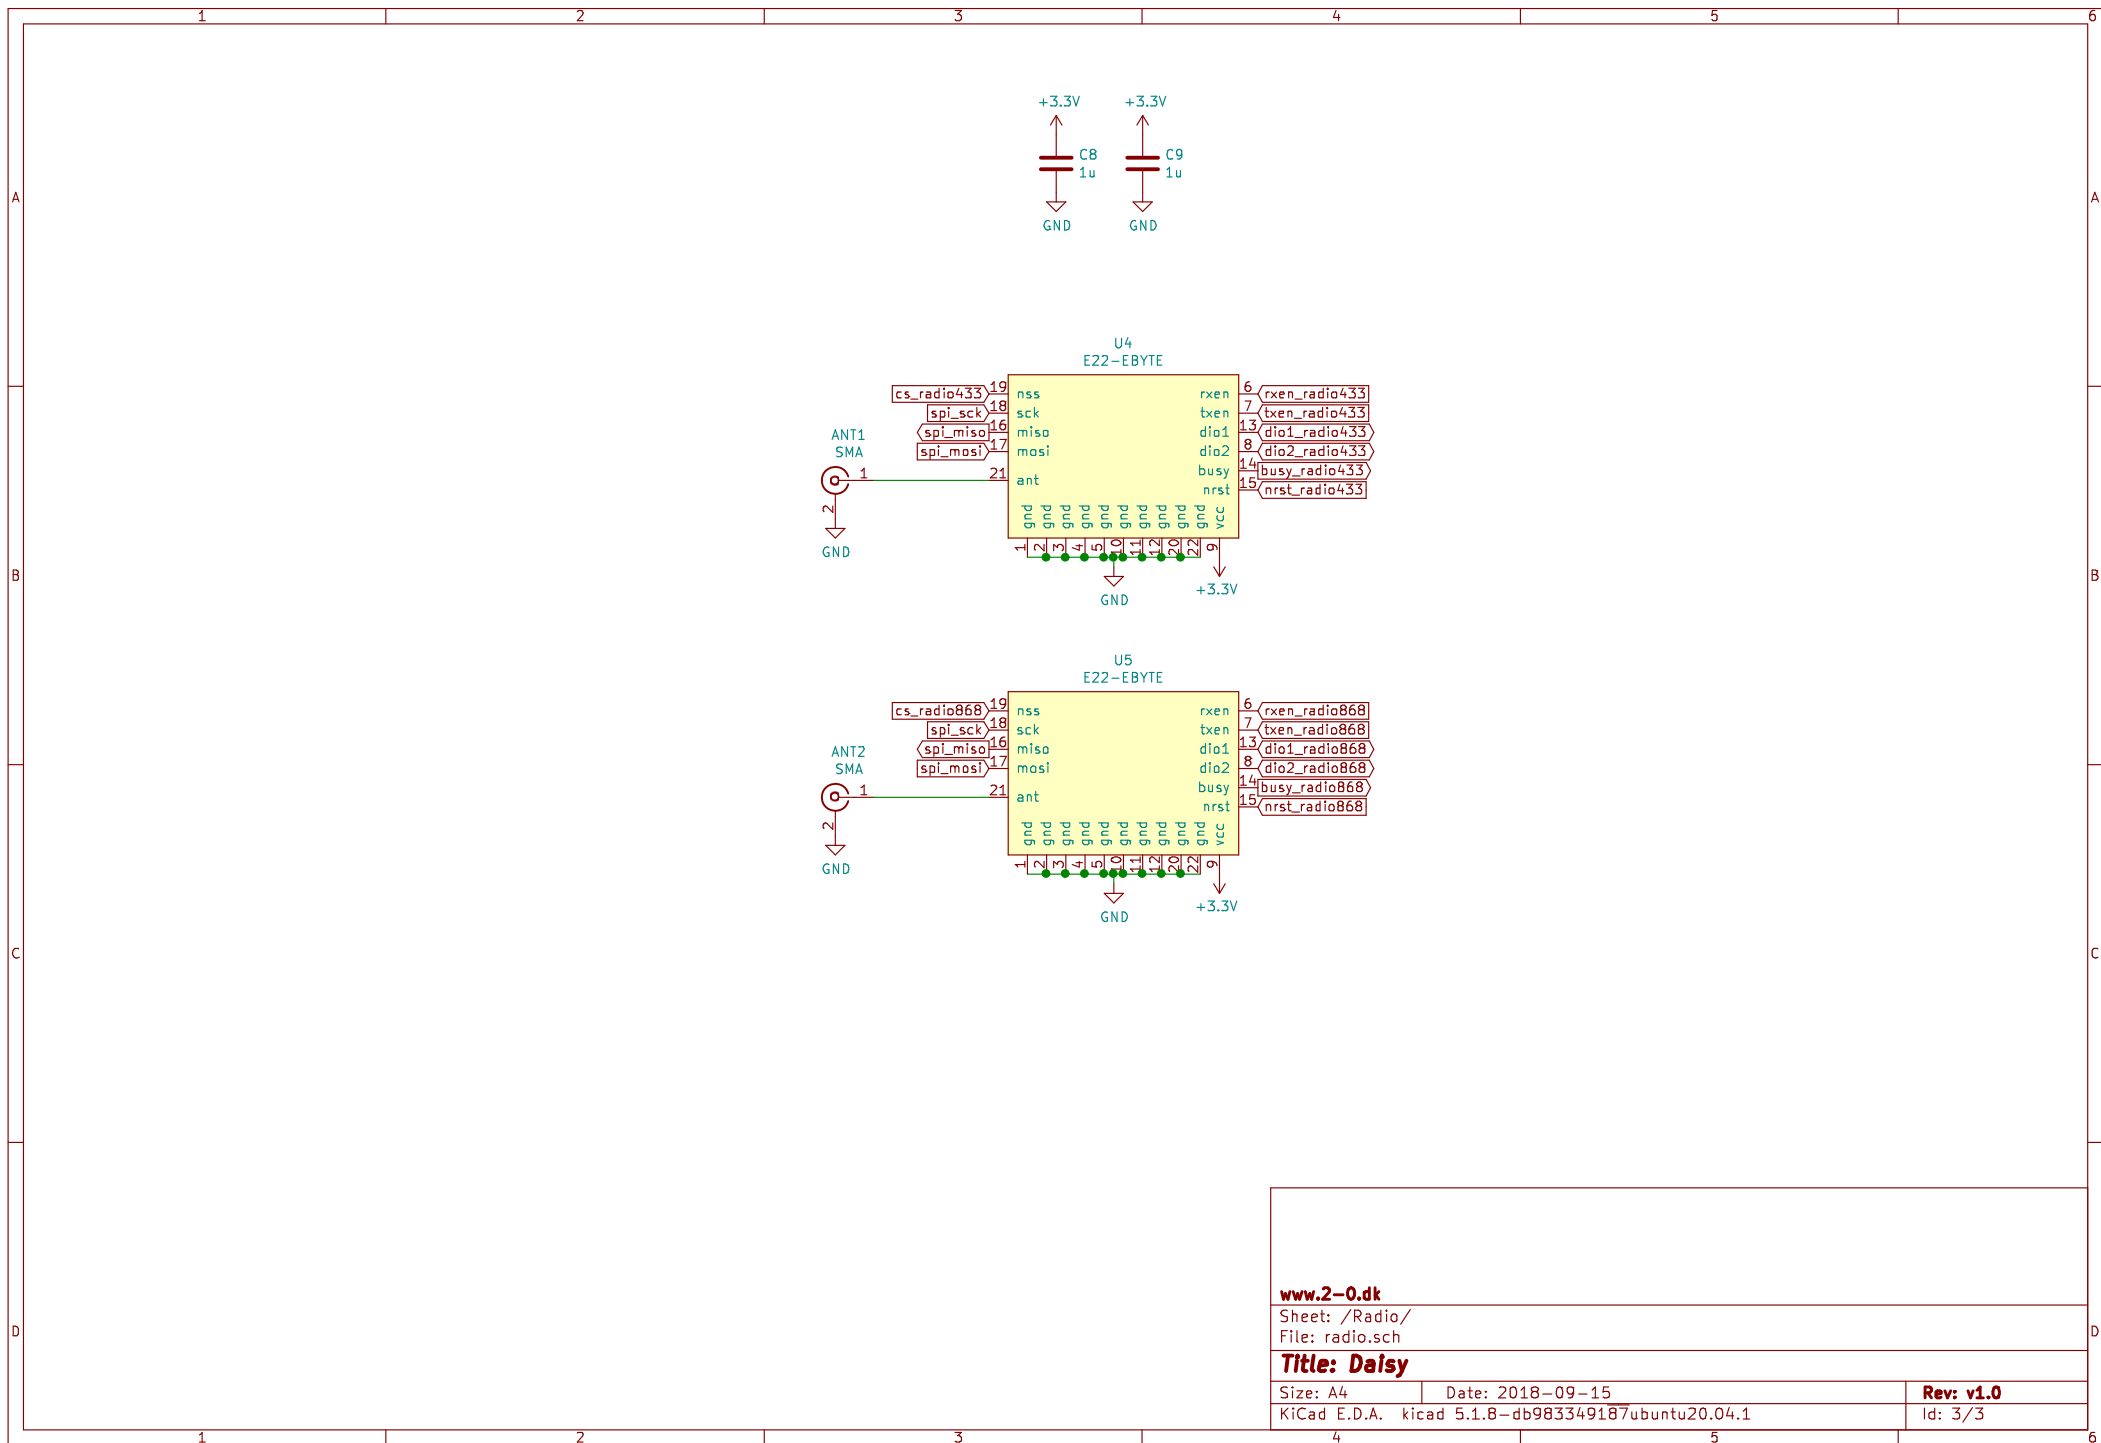 1 2 3 4 5 6
+3.3V +3.3V
C8 C9
1u 1u
A A
GND GND
U4
E22-EBYTE
cs_radio433 19 nss rxen 6 rxen_radio433
spi_sck 18 sck txen 7 txen_radio433
spi_miso 16 miso dio1 13 dio1_radio433
ANT1
spi_mosi 17 mosi dio2 8 dio2_radio433
SMA
busy 14 busy_radio433
1 21 ant
nrst 15 nrst_radio433
2 gnd gnd gnd gnd gnd gnd gnd gnd gnd gnd vcc
1 2 3 4 5 10 11 12 20 22 9
GND
B B
+3.3V
GND
U5
E22-EBYTE
cs_radio868 19 nss rxen 6 rxen_radio868
spi_sck 18 sck txen 7 txen_radio868
spi_miso 16 miso dio1 13 dio1_radio868
ANT2
spi_mosi 17 mosi dio2 8 dio2_radio868
SMA
busy 14 busy_radio868
1 21 ant
nrst 15 nrst_radio868
2 gnd gnd gnd gnd gnd gnd gnd gnd gnd gnd vcc
1 2 3 4 5 10 11 12 20 22 9
GND
+3.3V
GND
C C
www.2-0.dk
Sheet: /Radio/
D D
File: radio.sch
Title: Daisy
Size: A4 Date: 2018-09-15 Rev: v1.0
KiCad E.D.A. kicad 5.1.8-db983349187ubuntu20.04.1 Id: 3/3
1 2 3 4 5 6